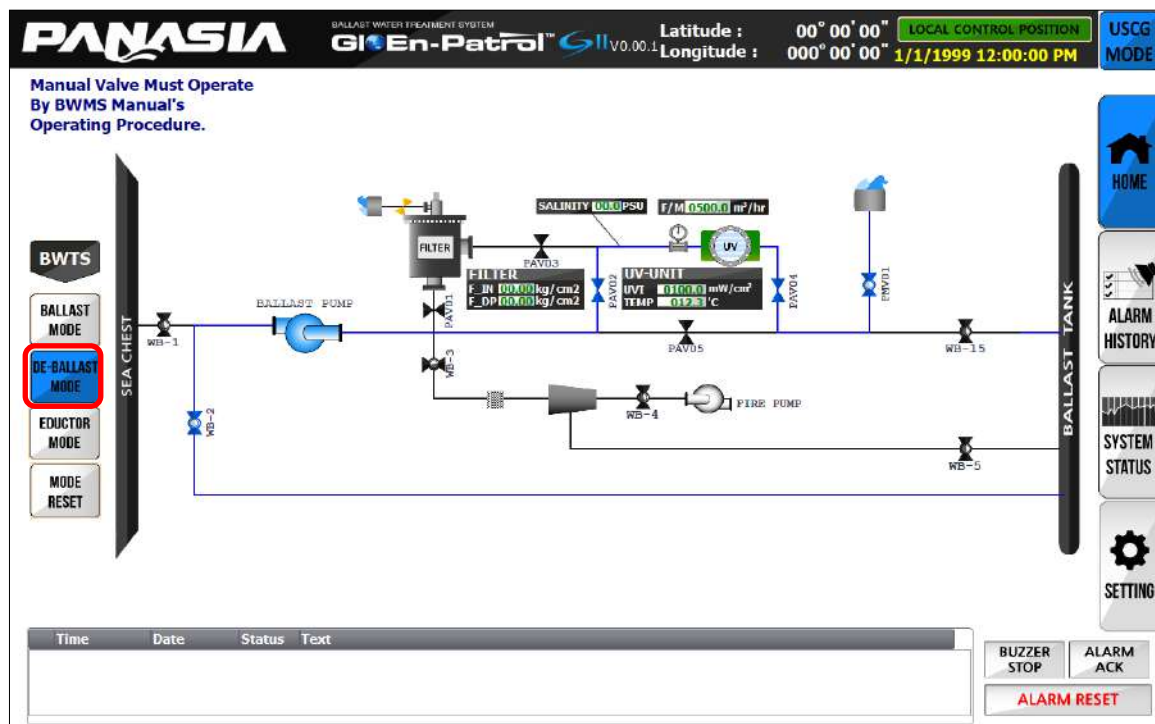 PANASIA
BALLAST WATER TREATMENT SYSTEM
GloEn-Patrol™ SII V0.00.1
Latitude : 00° 00' 00"
Longitude : 000° 00' 00"
LOCAL CONTROL POSITION
1/1/1999 12:00:00 PM
USCG
MODE
Manual Valve Must Operate
By BWMS Manual's
Operating Procedure.
HOME
ALARM
HISTORY
SYSTEM
STATUS
SETTING
BWTS
BALLAST
MODE
DE-BALLAST
MODE
EDUCTOR
MODE
MODE
RESET
SEA CHEST
WB-1
WB-2
BALLAST PUMP
FILTER
PAV01
WB-3
PAV03
FILTER
F_IN 00.00 kg/cm2
F_DP 00.00 kg/cm2
SALINITY 00.0 PSU
F/M 0500.0 m³/hr
UV
PAV02
UV-UNIT
UVI 0100.0 mW/cm²
TEMP 012.3 'C
PAV04
PAV05
PMV01
WB-15
WB-4
FIRE PUMP
WB-5
BALLAST TANK
Time Date Status Text
BUZZER
STOP
ALARM
ACK
ALARM RESET